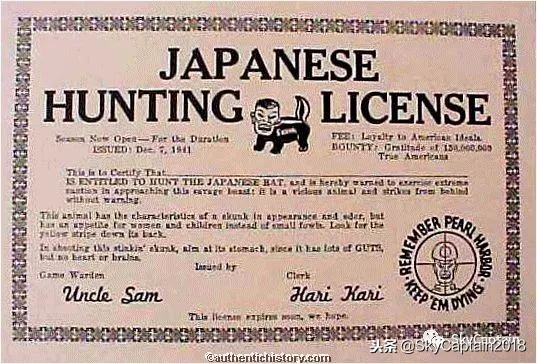 JAPANESE
HUNTING LICENSE
Season Now Open—For the Duration
ISSUED: Dec. 7, 1941
FEE: Loyalty to American Ideals.
BOUNTY: Gratitude of 130,000,000
True Americans
This is to Certify That
IS ENTITLED TO HUNT THE JAPANESE RAT, and is hereby warned to exercise extreme
caution in approaching this savage beast; it is a vicious animal and strikes from behind
without warning.
This animal has the characteristics of a skunk in appearance and odor, but
has an appetite for women and children instead of small fowls. Look for the
yellow stripe down its back.
In shooting this stinkin' skunk, aim at its stomach, since it has lots of GUTS,
but no heart or brains.
Issued by
Game Warden
Clerk
Uncle Sam
Hari Kari
REMEMBER PEARL HARBOR
KEEP 'EM DYING
This license expires soon, we hope.
头条 @SkyCaptain2018
©authentichistory.com